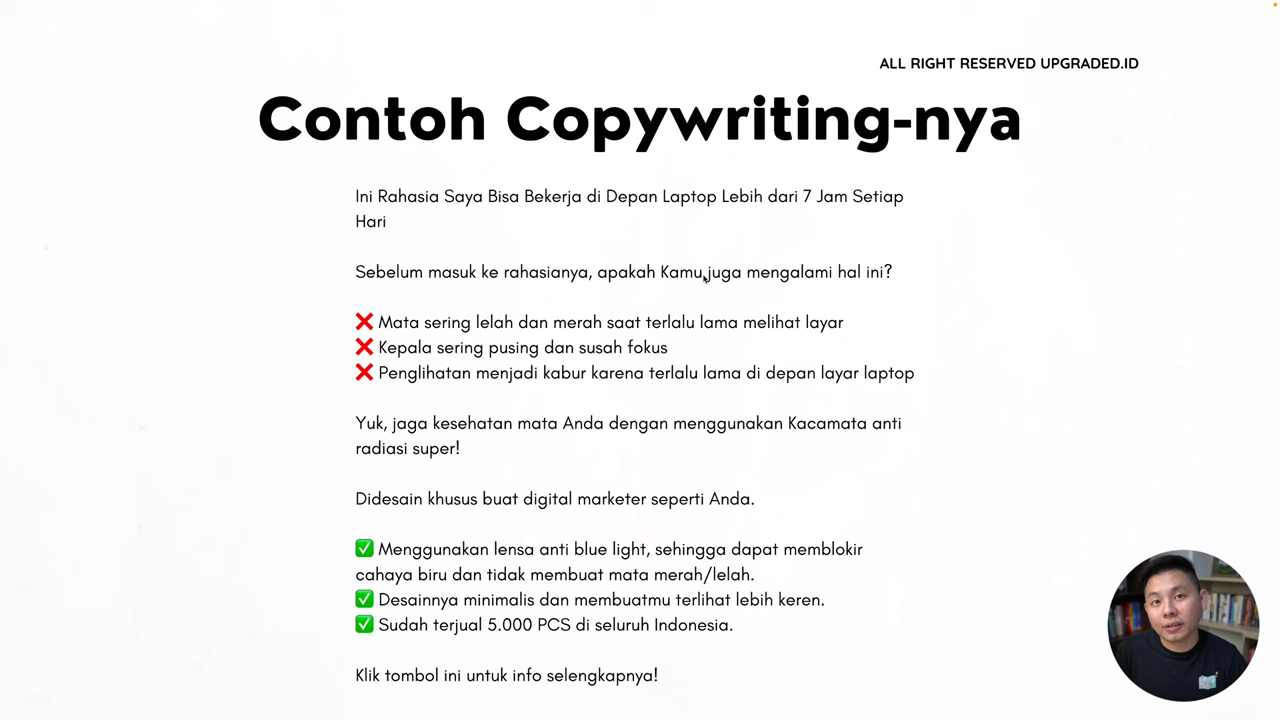 ALL RIGHT RESERVED UPGRADED.ID
Contoh Copywriting-nya
Ini Rahasia Saya Bisa Bekerja di Depan Laptop Lebih dari 7 Jam Setiap
Hari
Sebelum masuk ke rahasianya, apakah Kamu juga mengalami hal ini?
❌ Mata sering lelah dan merah saat terlalu lama melihat layar
❌ Kepala sering pusing dan susah fokus
❌ Penglihatan menjadi kabur karena terlalu lama di depan layar laptop
Yuk, jaga kesehatan mata Anda dengan menggunakan Kacamata anti
radiasi super!
Didesain khusus buat digital marketer seperti Anda.
✅ Menggunakan lensa anti blue light, sehingga dapat memblokir
cahaya biru dan tidak membuat mata merah/lelah.
✅ Desainnya minimalis dan membuatmu terlihat lebih keren.
✅ Sudah terjual 5.000 PCS di seluruh Indonesia.
Klik tombol ini untuk info selengkapnya!